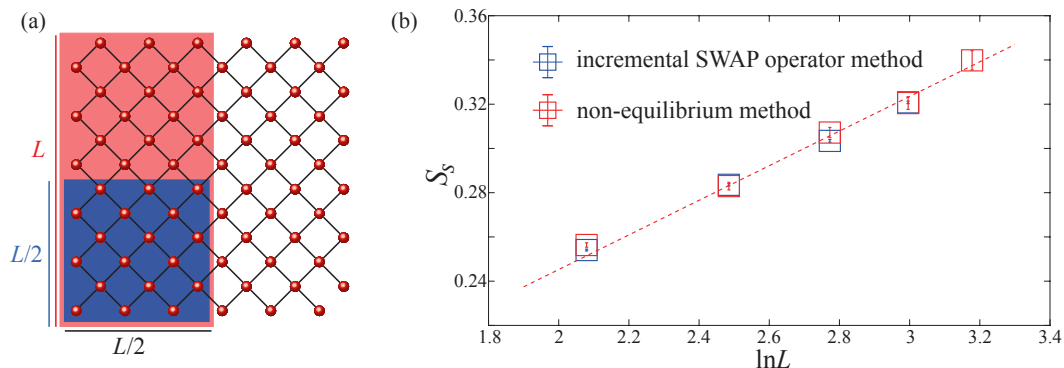 (a)
L
L/2
L/2
(b)
0.36
0.32
0.28
0.24
S_S
incremental SWAP operator method
non-equilibrium method
1.8 2 2.2 2.4 2.6 2.8 3 3.2 3.4
lnL